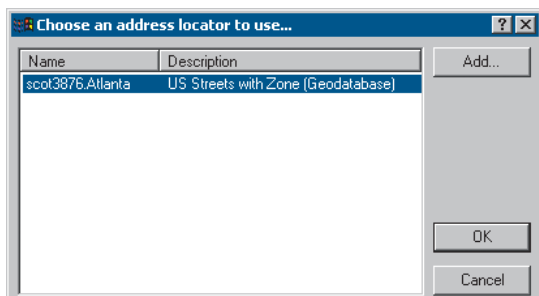 Choose an address locator to use...
Name Description Add...
scot3876.Atlanta US Streets with Zone (Geodatabase)
OK
Cancel